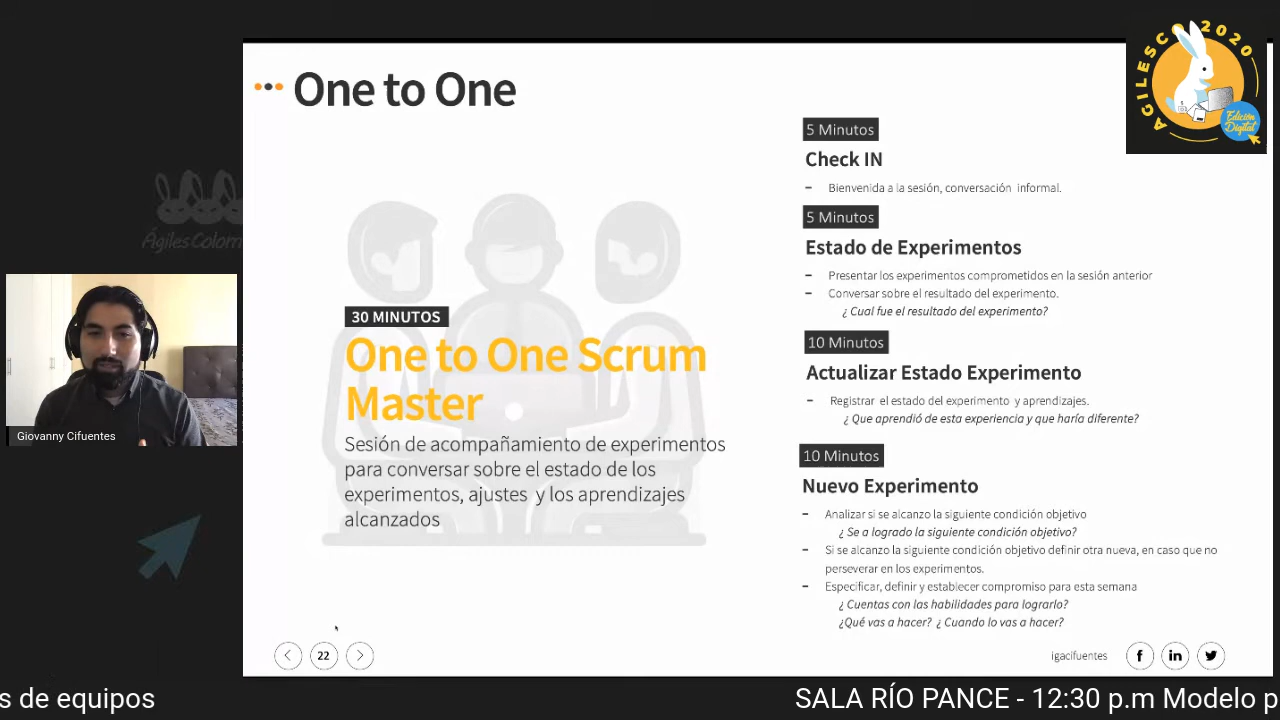 One to One
AGILESCO 2020
Edición
Digital
5 Minutos
Check IN
– Bienvenida a la sesión, conversación informal.
5 Minutos
Estado de Experimentos
– Presentar los experimentos comprometidos en la sesión anterior
– Conversar sobre el resultado del experimento.
¿ Cual fue el resultado del experimento?
10 Minutos
Actualizar Estado Experimento
– Registrar el estado del experimento y aprendizajes.
¿ Que aprendió de esta experiencia y que haría diferente?
10 Minutos
Nuevo Experimento
– Analizar si se alcanzo la siguiente condición objetivo
¿ Se a logrado la siguiente condición objetivo?
– Si se alcanzo la siguiente condición objetivo definir otra nueva, en caso que no
perseverar en los experimentos.
– Especificar, definir y establecer compromiso para esta semana
¿ Cuentas con las habilidades para lograrlo?
¿Qué vas a hacer? ¿ Cuando lo vas a hacer?
30 MINUTOS
One to One Scrum
Master
Sesión de acompañamiento de experimentos
para conversar sobre el estado de los
experimentos, ajustes y los aprendizajes
alcanzados
Ágiles Colom
Giovanny Cifuentes
22
igacifuentes
s de equipos
SALA RÍO PANCE - 12:30 p.m Modelo p